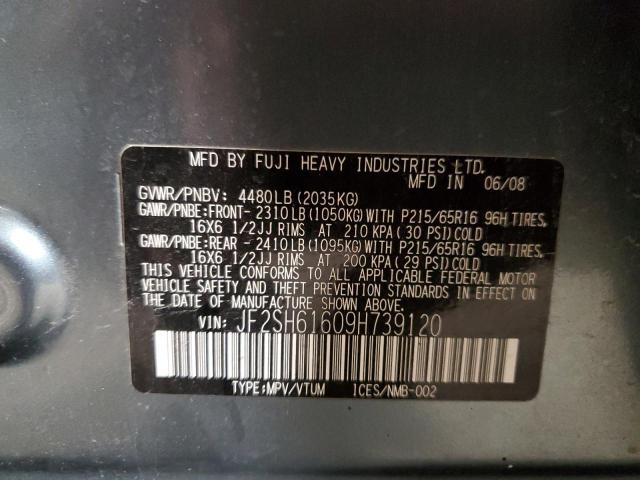 MFD BY FUJI HEAVY INDUSTRIES LTD.
MFD IN 06/08
GVWR/PNBV: 4480LB (2035KG)
GAWR/PNBE:FRONT- 2310LB (1050KG) WITH P215/65R16 96H TIRES,
16X6 1/2JJ RIMS AT 210 KPA (30 PSI) COLD
GAWR/PNBE:REAR - 2410LB (1095KG) WITH P215/65R16 96H TIRES,
16X6 1/2JJ RIMS AT 200 KPA (29 PSI) COLD
THIS VEHICLE CONFORMS TO ALL APPLICABLE FEDERAL MOTOR
VEHICLE SAFETY AND THEFT PREVENTION STANDARDS IN EFFECT ON
THE DATE OF MANUFACTURE SHOWN ABOVE.
VIN: JF2SH61609H739120
TYPE:MPV/VTUM ICES/NMB-002